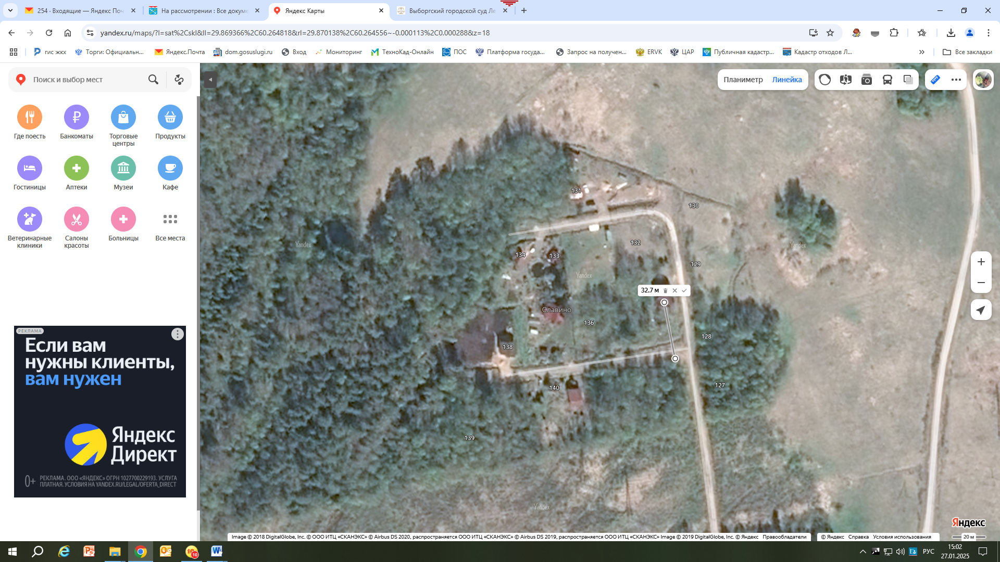 254 · Входящие — Яндекс Поч
На рассмотрении : Все докуме
Яндекс Карты
Выборгский городской суд Ле
yandex.ru/maps/?l=sat%2Cskl&ll=29.869366%2C60.264818&rl=29.870138%2C60.264556~-0.000113%2C0.000288&z=18
гис жкх
Торги: Официальн...
Яндекс.Почта
dom.gosuslugi.ru
Вход
Мониторинг
ТехноКад-Онлайн
ПОС
Платформа госуда...
Запрос на получен...
ERVK
ЦАР
Публичная кадастр...
Кадастр отходов Л...
Все закладки
Поиск и выбор мест
Планиметр
Линейка
Где поесть
Банкоматы
Торговые центры
Продукты
Гостиницы
Аптеки
Музеи
Кафе
Ветеринарные клиники
Салоны красоты
Больницы
Все места
РЕКЛАМА
Если вам
нужны клиенты,
вам нужен
Яндекс
Директ
0+
РЕКЛАМА. ООО «ЯНДЕКС» ОГРН 1027700229193. УСЛУГА
ПЛАТНАЯ. УСЛОВИЯ НА YANDEX.RU/LEGAL/OFERTA_DIRECT
131
130
132
134
133
129
Yandex
Yandex
Yandex
32.7 м
Славино
136
128
138
127
140
139
Yandex
Яндекс
20 м
Image © 2018 DigitalGlobe, Inc. © ООО ИТЦ «СКАНЭКС» © Airbus DS 2020, распространяется ООО ИТЦ «СКАНЭКС» © Airbus DS 2019, распространяется ООО ИТЦ «СКАНЭКС» Image © 2019 DigitalGlobe, Inc. © Яндекс Правообладатели
© Яндекс Справка Условия использования
10
РУС
15:02
27.01.2025